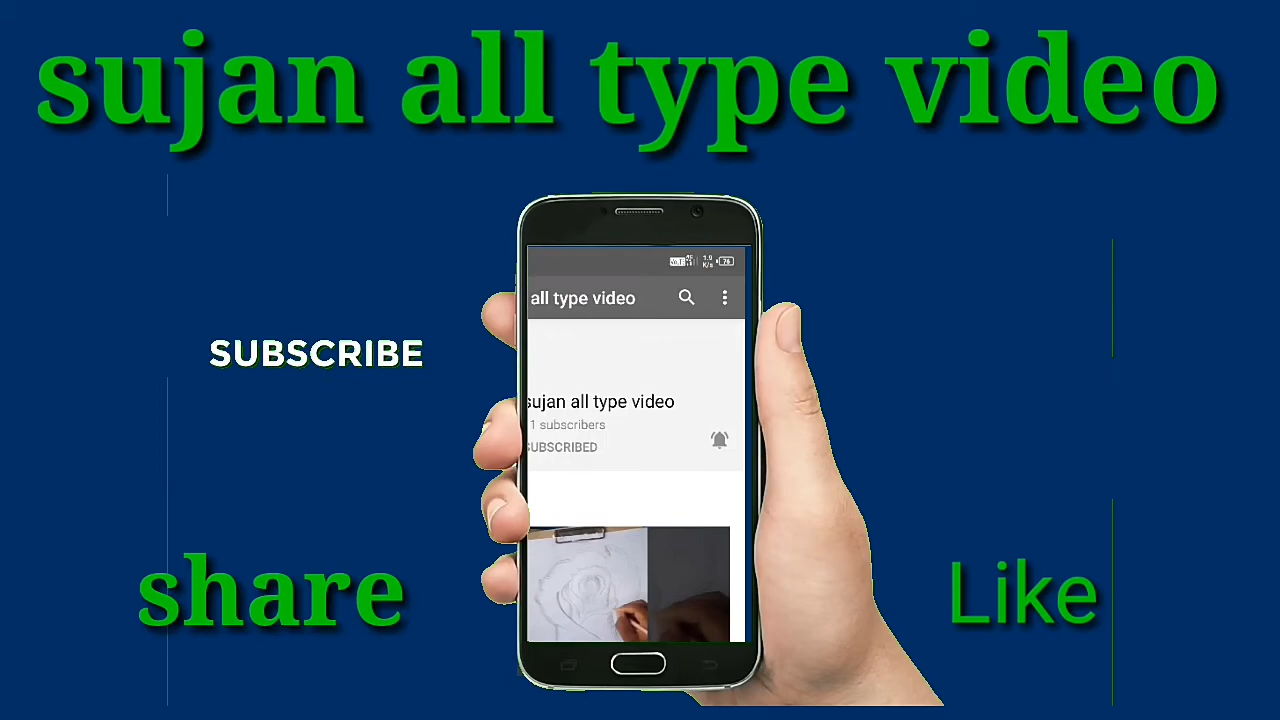 sujan all type video
all type video
SUBSCRIBE
sujan all type video
1 subscribers
SUBSCRIBED
share
Like